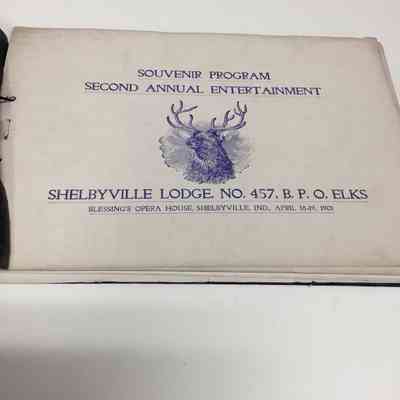 SOUVENIR PROGRAM
SECOND ANNUAL ENTERTAINMENT
SHELBYVILLE LODGE, NO. 457, B. P. O. ELKS
BLESSING'S OPERA HOUSE, SHELBYVILLE, IND., APRIL